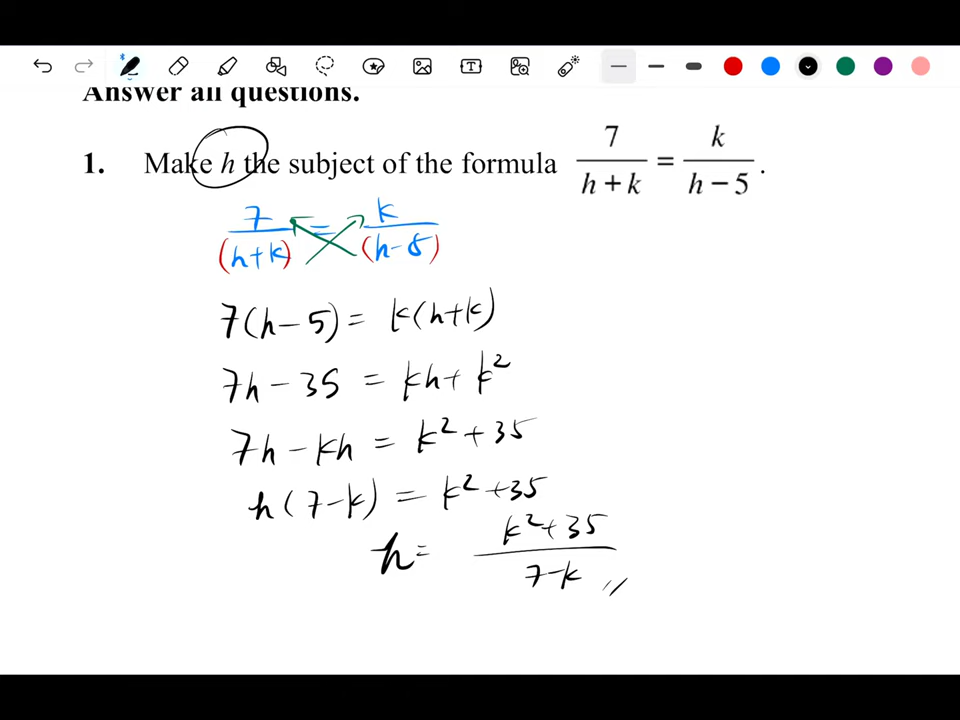 Answer all questions.
1. Make h the subject of the formula 7/(h + k) = k/(h − 5).
7/(h+k) = k/(h−5)
7(h−5) = k(h+k)
7h − 35 = kh + k²
7h − kh = k² + 35
h(7−k) = k² + 35
h = (k² + 35)/(7−k)